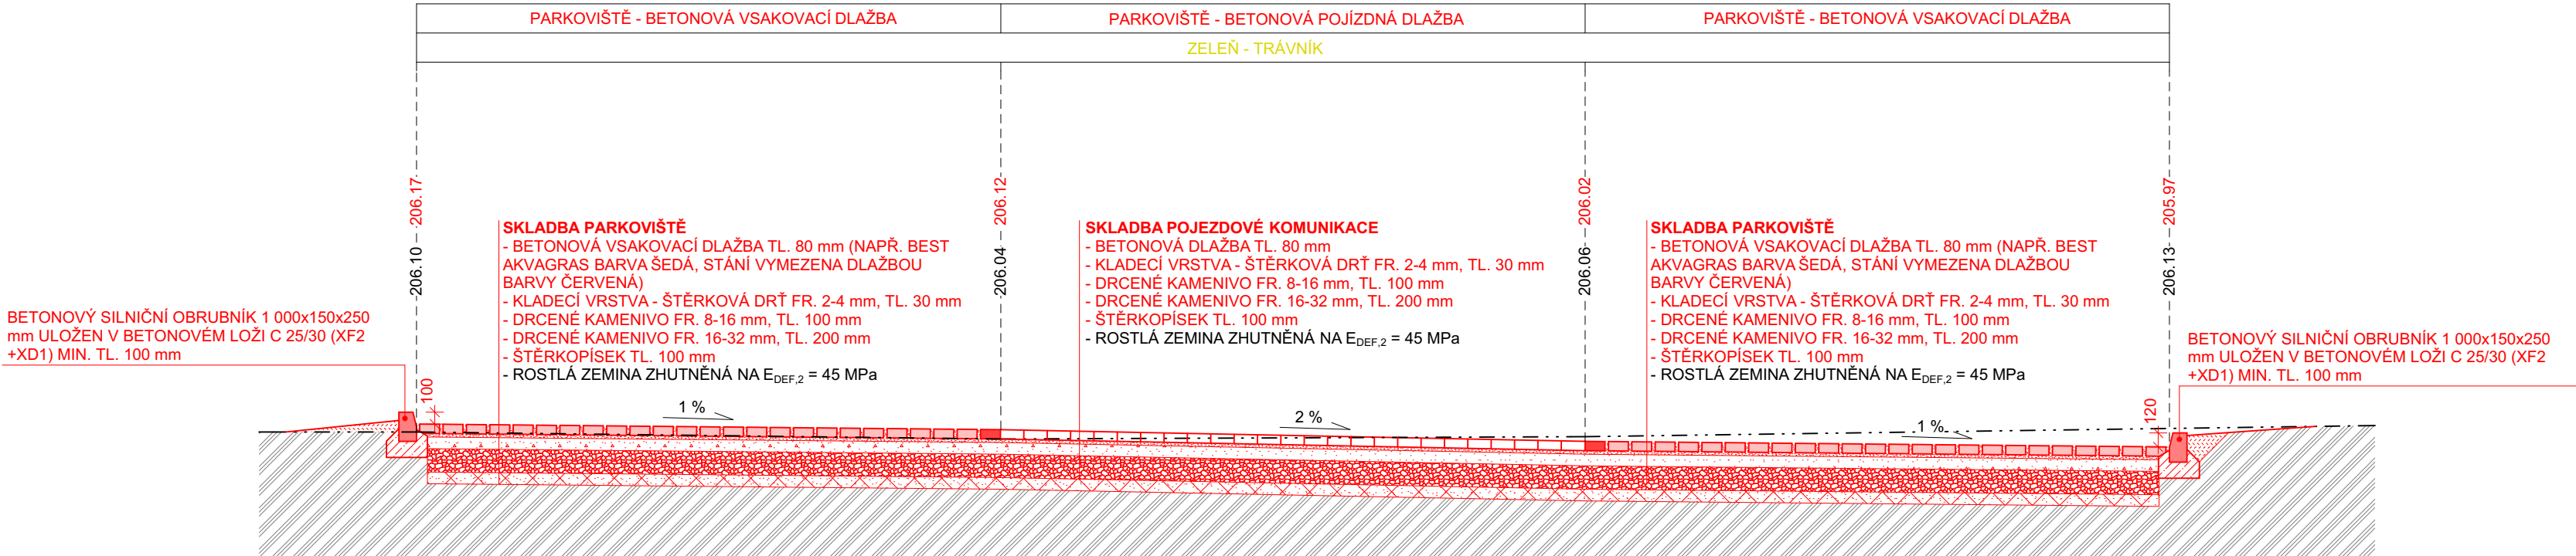 PARKOVIŠTĚ - BETONOVÁ VSAKOVACÍ DLAŽBA
PARKOVIŠTĚ - BETONOVÁ POJÍZDNÁ DLAŽBA
PARKOVIŠTĚ - BETONOVÁ VSAKOVACÍ DLAŽBA
ZELEŇ - TRÁVNÍK
206.17
206.10
206.12
206.04
206.02
206.06
205.97
206.13
SKLADBA PARKOVIŠTĚ
- BETONOVÁ VSAKOVACÍ DLAŽBA TL. 80 mm (NAPŘ. BEST
AKVAGRAS BARVA ŠEDÁ, STÁNÍ VYMEZENA DLAŽBOU
BARVY ČERVENÁ)
- KLADECÍ VRSTVA - ŠTĚRKOVÁ DRŤ FR. 2-4 mm, TL. 30 mm
- DRCENÉ KAMENIVO FR. 8-16 mm, TL. 100 mm
- DRCENÉ KAMENIVO FR. 16-32 mm, TL. 200 mm
- ŠTĚRKOPÍSEK TL. 100 mm
- ROSTLÁ ZEMINA ZHUTNĚNÁ NA EDEF,2 = 45 MPa
SKLADBA POJEZDOVÉ KOMUNIKACE
- BETONOVÁ DLAŽBA TL. 80 mm
- KLADECÍ VRSTVA - ŠTĚRKOVÁ DRŤ FR. 2-4 mm, TL. 30 mm
- DRCENÉ KAMENIVO FR. 8-16 mm, TL. 100 mm
- DRCENÉ KAMENIVO FR. 16-32 mm, TL. 200 mm
- ŠTĚRKOPÍSEK TL. 100 mm
- ROSTLÁ ZEMINA ZHUTNĚNÁ NA EDEF,2 = 45 MPa
SKLADBA PARKOVIŠTĚ
- BETONOVÁ VSAKOVACÍ DLAŽBA TL. 80 mm (NAPŘ. BEST
AKVAGRAS BARVA ŠEDÁ, STÁNÍ VYMEZENA DLAŽBOU
BARVY ČERVENÁ)
- KLADECÍ VRSTVA - ŠTĚRKOVÁ DRŤ FR. 2-4 mm, TL. 30 mm
- DRCENÉ KAMENIVO FR. 8-16 mm, TL. 100 mm
- DRCENÉ KAMENIVO FR. 16-32 mm, TL. 200 mm
- ŠTĚRKOPÍSEK TL. 100 mm
- ROSTLÁ ZEMINA ZHUTNĚNÁ NA EDEF,2 = 45 MPa
BETONOVÝ SILNIČNÍ OBRUBNÍK 1 000x150x250
mm ULOŽEN V BETONOVÉM LOŽI C 25/30 (XF2
+XD1) MIN. TL. 100 mm
BETONOVÝ SILNIČNÍ OBRUBNÍK 1 000x150x250
mm ULOŽEN V BETONOVÉM LOŽI C 25/30 (XF2
+XD1) MIN. TL. 100 mm
100
1 %
2 %
1 %
120